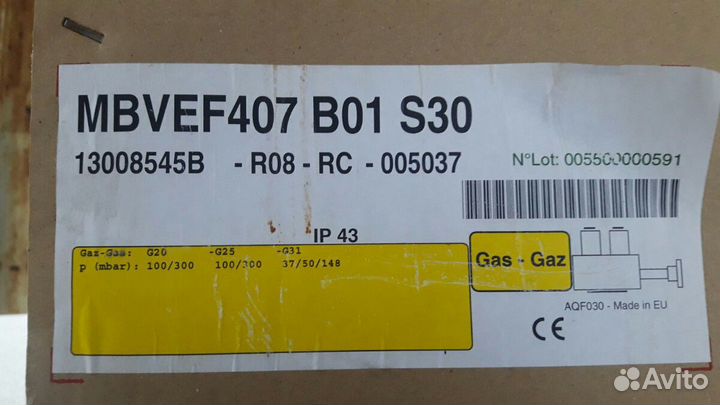 MBVEF407 B01 S30
13008545B - R08 - RC - 005037
N°Lot: 005500000591
IP 43
Gaz-Gas: G20 -G25 -G31
p (mbar): 100/300 100/300 37/50/148
Gas - Gaz
AQF030 - Made in EU
CE
Avito